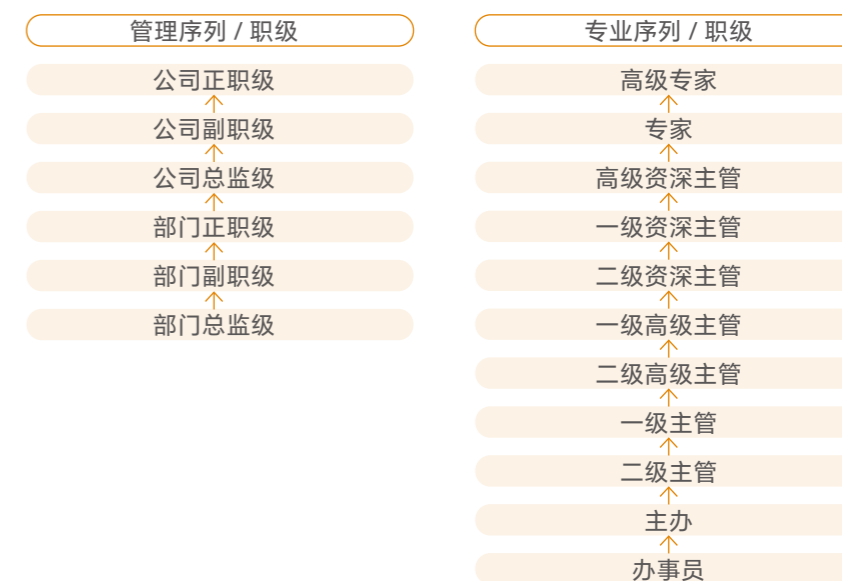 管理序列 / 职级
公司正职级
公司副职级
公司总监级
部门正职级
部门副职级
部门总监级
专业序列 / 职级
高级专家
专家
高级资深主管
一级资深主管
二级资深主管
一级高级主管
二级高级主管
一级主管
二级主管
主办
办事员